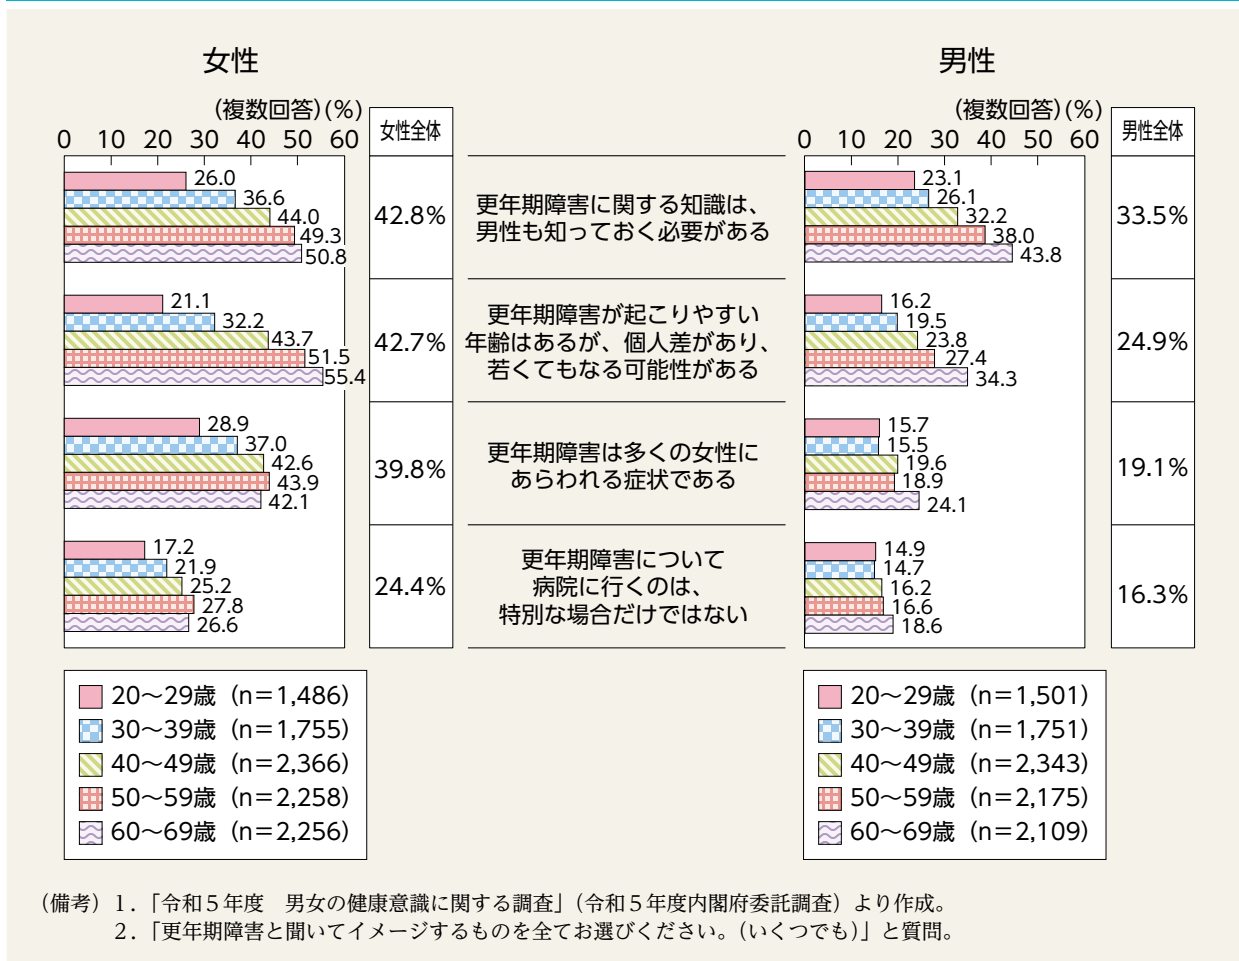 女性
(複数回答)(%)
0 10 20 30 40 50 60
女性全体
26.0
36.6
44.0
49.3
50.8
42.8%
21.1
32.2
43.7
51.5
55.4
42.7%
28.9
37.0
42.6
43.9
42.1
39.8%
17.2
21.9
25.2
27.8
26.6
24.4%
更年期障害に関する知識は、
男性も知っておく必要がある
更年期障害が起こりやすい
年齢はあるが、個人差があり、
若くてもなる可能性がある
更年期障害は多くの女性に
あらわれる症状である
更年期障害について
病院に行くのは、
特別な場合だけではない
男性
(複数回答)(%)
0 10 20 30 40 50 60
男性全体
23.1
26.1
32.2
38.0
43.8
33.5%
16.2
19.5
23.8
27.4
34.3
24.9%
15.7
15.5
19.6
18.9
24.1
19.1%
14.9
14.7
16.2
16.6
18.6
16.3%
20〜29歳（n＝1,486）
30〜39歳（n＝1,755）
40〜49歳（n＝2,366）
50〜59歳（n＝2,258）
60〜69歳（n＝2,256）
20〜29歳（n＝1,501）
30〜39歳（n＝1,751）
40〜49歳（n＝2,343）
50〜59歳（n＝2,175）
60〜69歳（n＝2,109）
（備考）１．「令和５年度　男女の健康意識に関する調査」（令和５年度内閣府委託調査）より作成。
２．「更年期障害と聞いてイメージするものを全てお選びください。（いくつでも）」と質問。